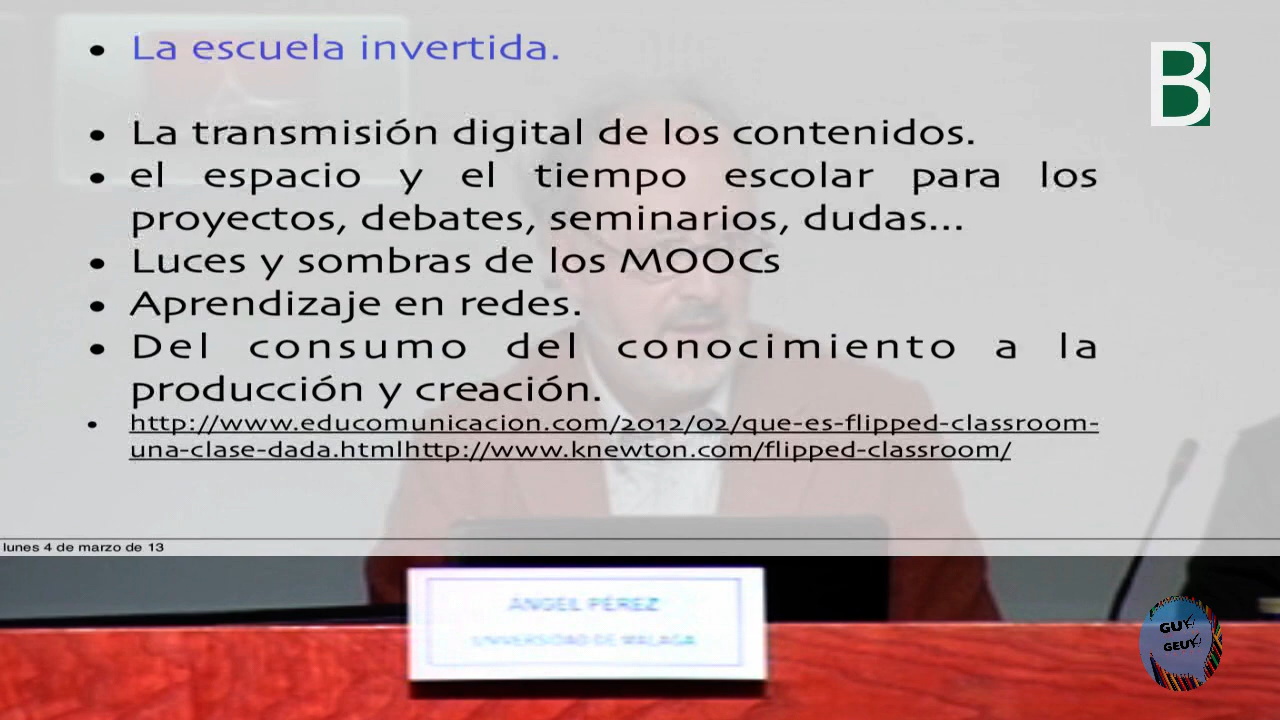 La escuela invertida.
B
La transmisión digital de los contenidos.
el espacio y el tiempo escolar para los
proyectos, debates, seminarios, dudas...
Luces y sombras de los MOOCs
Aprendizaje en redes.
Del consumo del conocimiento a la
producción y creación.
http://www.educomunicacion.com/2012/02/que-es-flipped-classroom-
una-clase-dada.htmlhttp://www.knewton.com/flipped-classroom/
lunes 4 de marzo de 13
ANGEL PÉREZ
UNIVERSIDAD DE MALAGA
GUY
GEUY